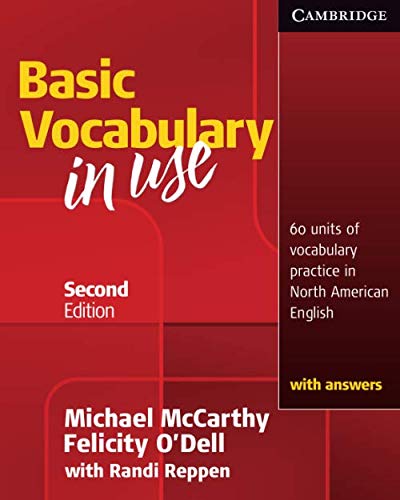 CAMBRIDGE
Basic
Vocabulary
in use
60 units of
vocabulary
practice in
North American
English
Second
Edition
with answers
Michael McCarthy
Felicity O'Dell
with Randi Reppen